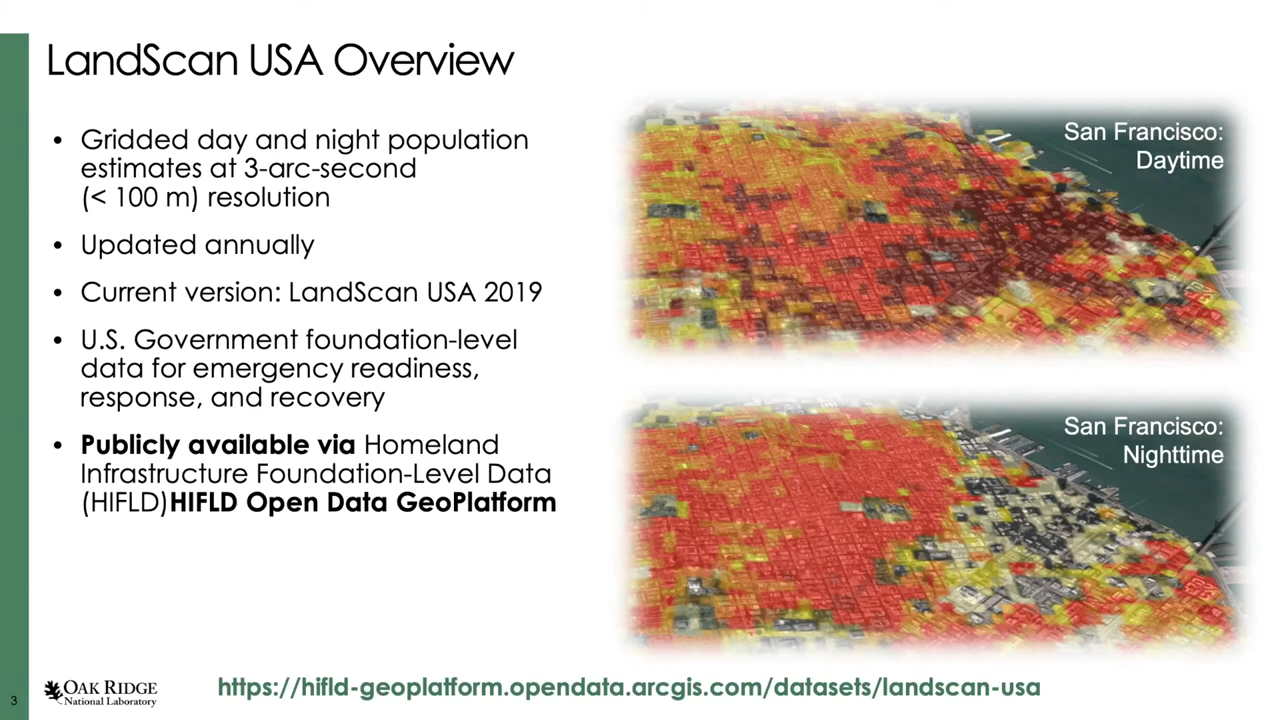 LandScan USA Overview
• Gridded day and night population
estimates at 3-arc-second
(< 100 m) resolution
• Updated annually
• Current version: LandScan USA 2019
• U.S. Government foundation-level
data for emergency readiness,
response, and recovery
• Publicly available via Homeland
Infrastructure Foundation-Level Data
(HIFLD)HIFLD Open Data GeoPlatform
San Francisco:
Daytime
San Francisco:
Nighttime
3
OAK RIDGE
National Laboratory
https://hifld-geoplatform.opendata.arcgis.com/datasets/landscan-usa